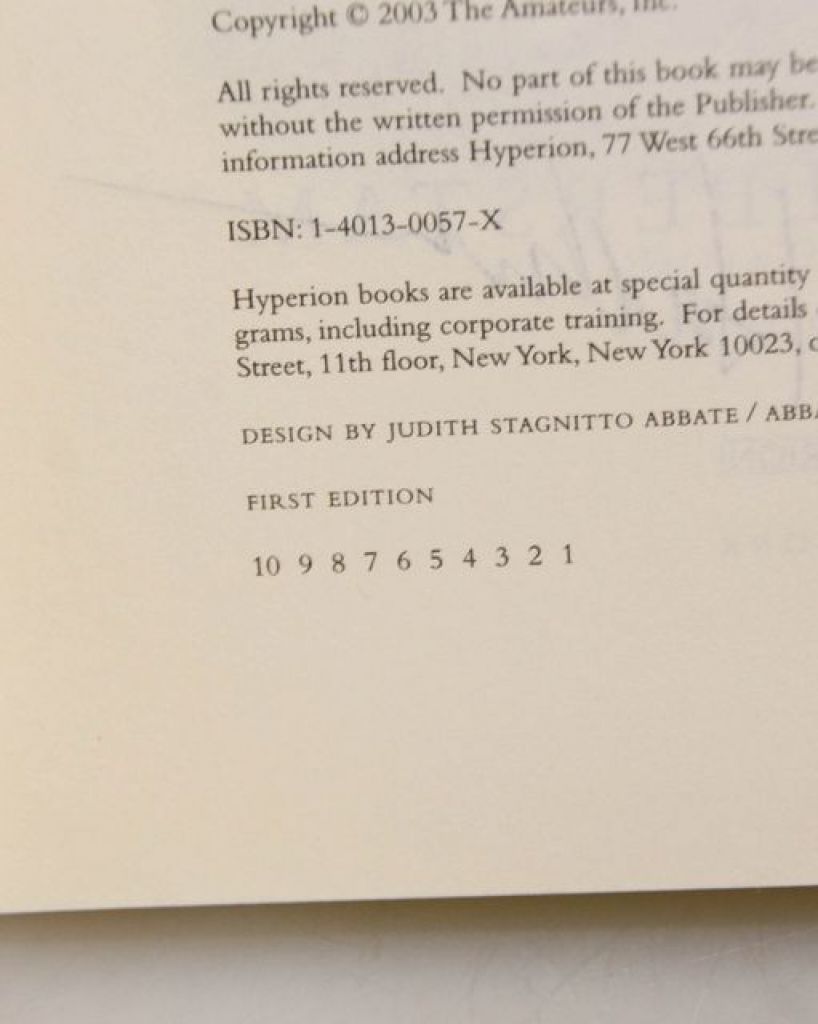 Copyright © 2003 The Amateurs, Inc.
All rights reserved. No part of this book may be
without the written permission of the Publisher.
information address Hyperion, 77 West 66th Stre
ISBN: 1-4013-0057-X
Hyperion books are available at special quantity
grams, including corporate training. For details
Street, 11th floor, New York, New York 10023,
DESIGN BY JUDITH STAGNITTO ABBATE / ABBA
FIRST EDITION
10 9 8 7 6 5 4 3 2 1